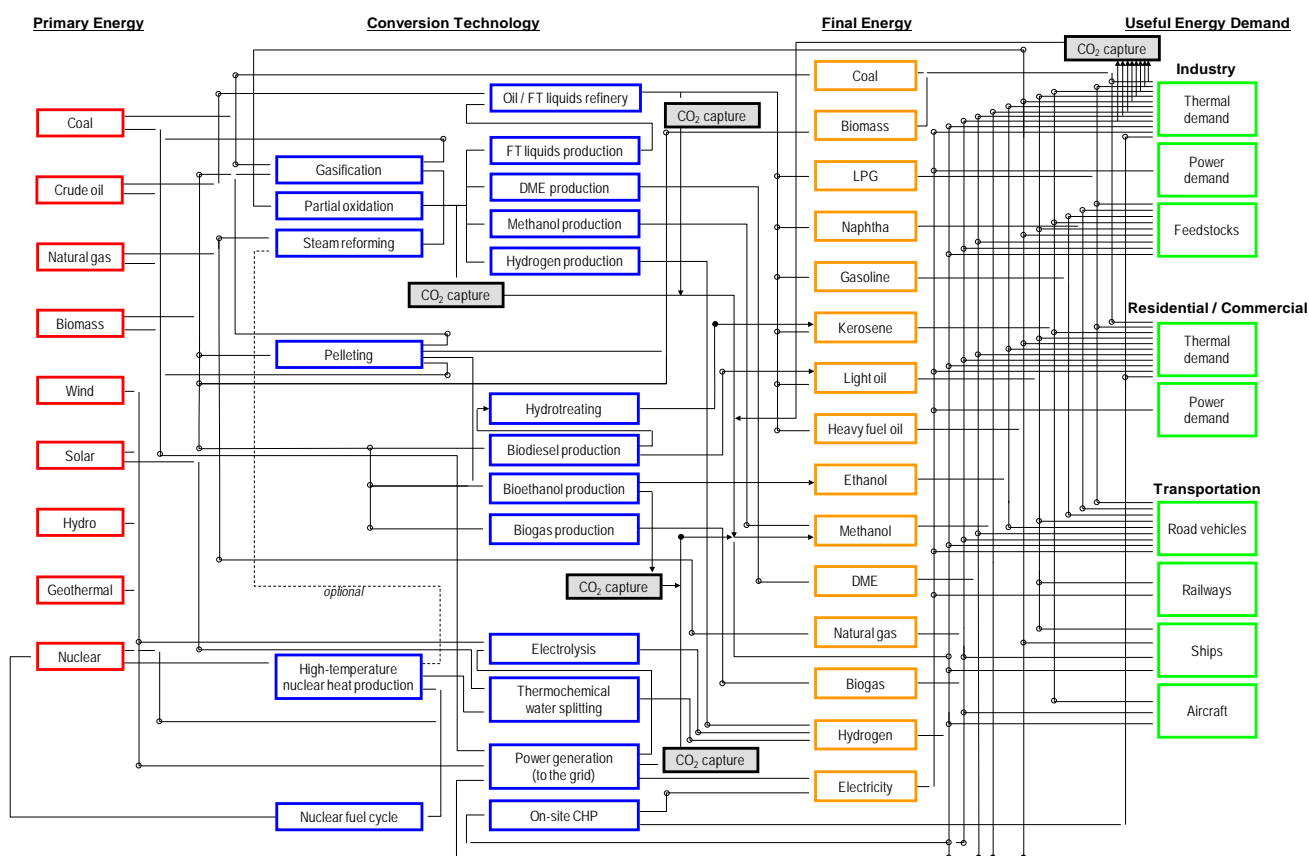 Primary Energy
Conversion Technology
Final Energy
Useful Energy Demand
Coal
Crude oil
Natural gas
Biomass
Wind
Solar
Hydro
Geothermal
Nuclear
Gasification
Partial oxidation
Steam reforming
Pelleting
optional
High-temperature
nuclear heat production
Nuclear fuel cycle
Oil / FT liquids refinery
FT liquids production
DME production
Methanol production
Hydrogen production
CO₂ capture
CO₂ capture
Hydrotreating
Biodiesel production
Bioethanol production
Biogas production
CO₂ capture
Electrolysis
Thermochemical
water splitting
Power generation
(to the grid)
CO₂ capture
On-site CHP
Coal
Biomass
LPG
Naphtha
Gasoline
Kerosene
Light oil
Heavy fuel oil
Ethanol
Methanol
DME
Natural gas
Biogas
Hydrogen
Electricity
CO₂ capture
Industry
Thermal
demand
Power
demand
Feedstocks
Residential / Commercial
Thermal
demand
Power
demand
Transportation
Road vehicles
Railways
Ships
Aircraft